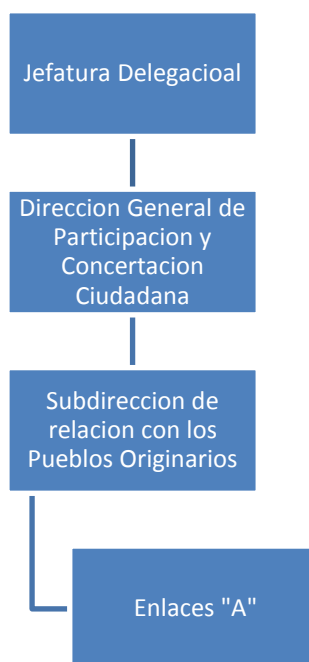 Jefatura Delegacioal
Direccion General de
Participacion y
Concertacion
Ciudadana
Subdireccion de
relacion con los
Pueblos Originarios
Enlaces "A"